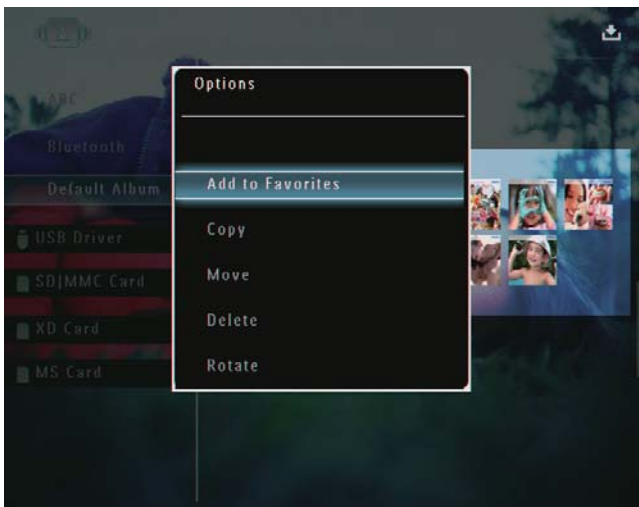 Options
Add to Favorites
Copy
Move
Delete
Rotate
ABC
Bluetooth
Default Album
USB Driver
SD|MMC Card
XD Card
MS Card